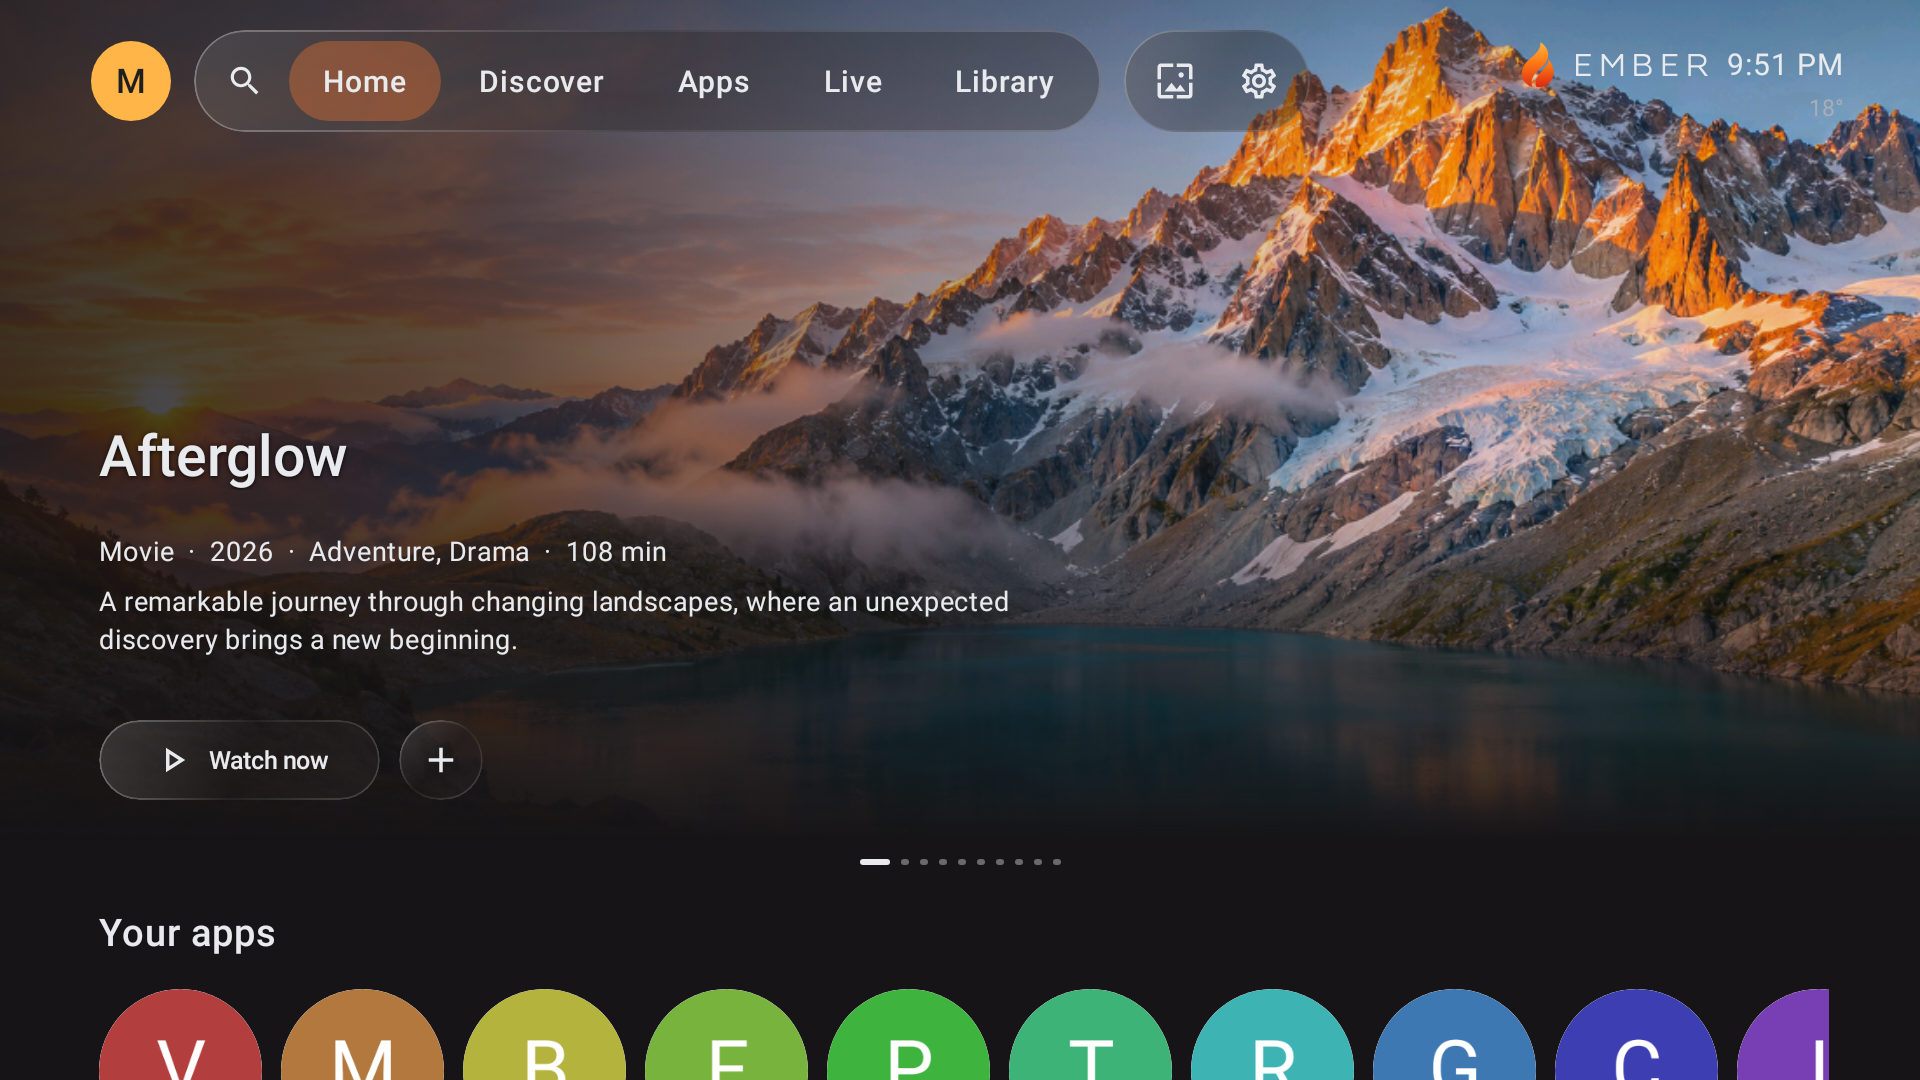 M Home Discover Apps Live Library EMBER 9:51 PM
18°
Afterglow
Movie · 2026 · Adventure, Drama · 108 min
A remarkable journey through changing landscapes, where an unexpected
discovery brings a new beginning.
Watch now
Your apps
V M B F P T R G C